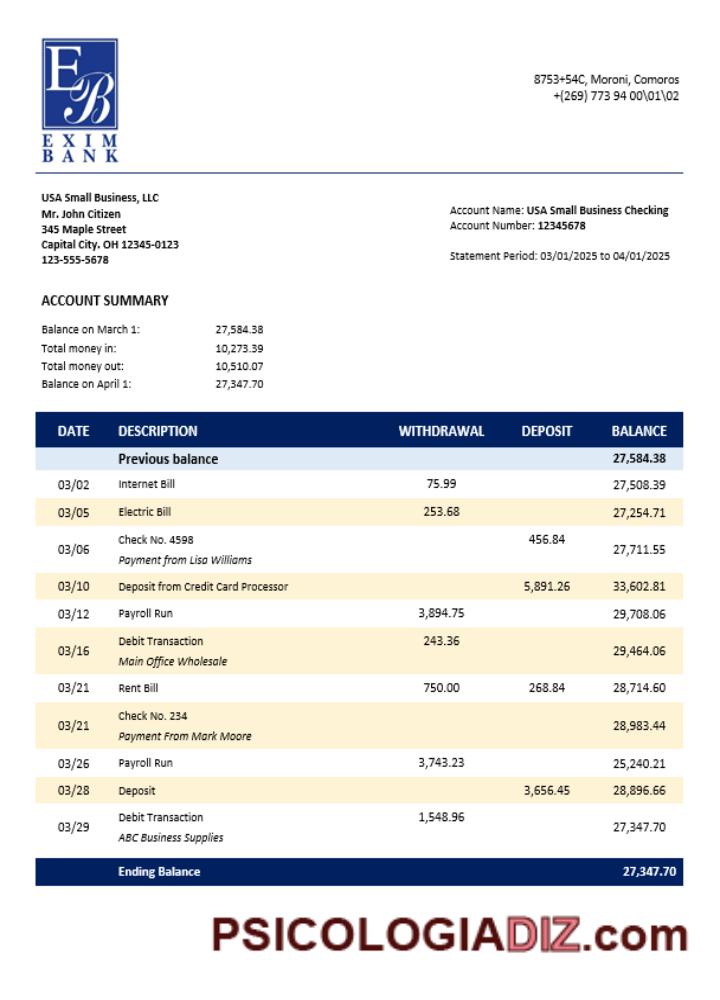 EB
EXIM
BANK
8753+54C, Moroni, Comoros
+(269) 773 94 00\01\02
USA Small Business, LLC
Mr. John Citizen
345 Maple Street
Capital City. OH 12345-0123
123-555-5678
Account Name: USA Small Business Checking
Account Number: 12345678
Statement Period: 03/01/2025 to 04/01/2025
ACCOUNT SUMMARY
Balance on March 1: 27,584.38
Total money in: 10,273.39
Total money out: 10,510.07
Balance on April 1: 27,347.70
DATE DESCRIPTION WITHDRAWAL DEPOSIT BALANCE
Previous balance 27,584.38
03/02 Internet Bill 75.99 27,508.39
03/05 Electric Bill 253.68 27,254.71
03/06 Check No. 4598 456.84 27,711.55
Payment from Lisa Williams
03/10 Deposit from Credit Card Processor 5,891.26 33,602.81
03/12 Payroll Run 3,894.75 29,708.06
03/16 Debit Transaction 243.36 29,464.06
Main Office Wholesale
03/21 Rent Bill 750.00 268.84 28,714.60
03/21 Check No. 234 28,983.44
Payment From Mark Moore
03/26 Payroll Run 3,743.23 25,240.21
03/28 Deposit 3,656.45 28,896.66
03/29 Debit Transaction 1,548.96 27,347.70
ABC Business Supplies
Ending Balance 27,347.70
PSICOLOGIADIZ.com